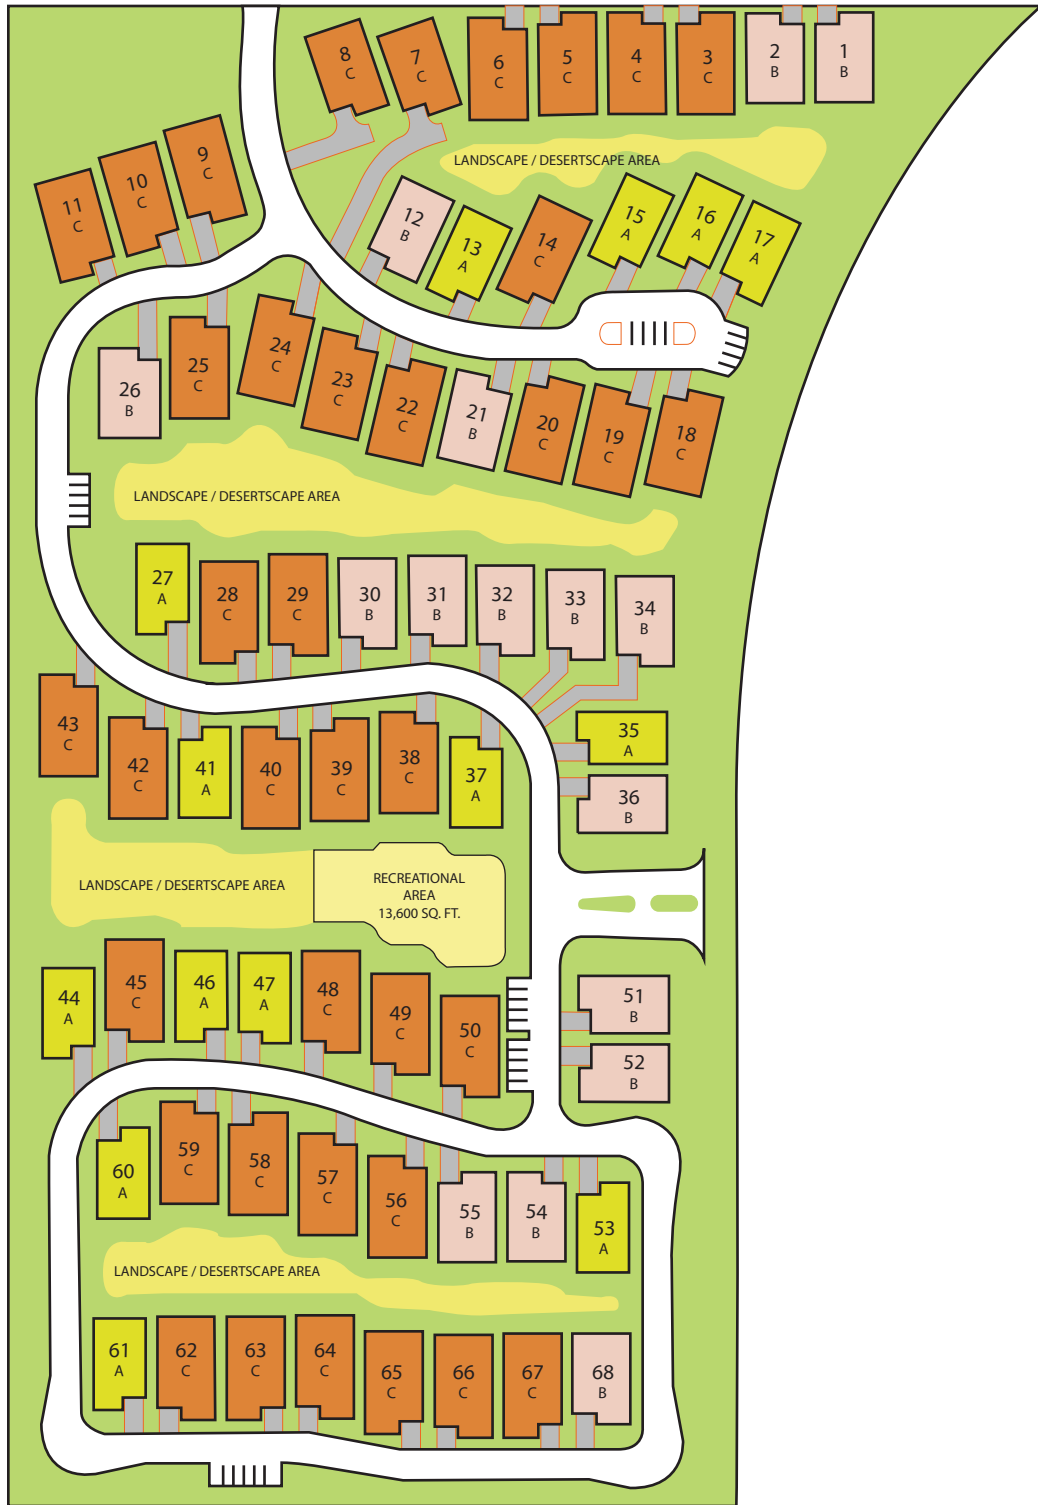 8
C
7
C
6
C
5
C
4
C
3
C
2
B
1
B
LANDSCAPE / DESERTSCAPE AREA
11
C
10
C
9
C
12
B
13
A
14
C
15
A
16
A
17
A
26
B
25
C
24
C
23
C
22
C
21
B
20
C
19
C
18
C
LANDSCAPE / DESERTSCAPE AREA
27
A
28
C
29
C
30
B
31
B
32
B
33
B
34
B
43
C
42
C
41
A
40
C
39
C
38
C
37
A
35
A
36
B
LANDSCAPE / DESERTSCAPE AREA
RECREATIONAL
AREA
13,600 SQ. FT.
44
A
45
C
46
A
47
A
48
C
49
C
50
C
51
B
52
B
60
A
59
C
58
C
57
C
56
C
55
B
54
B
53
A
LANDSCAPE / DESERTSCAPE AREA
61
A
62
C
63
C
64
C
65
C
66
C
67
C
68
B